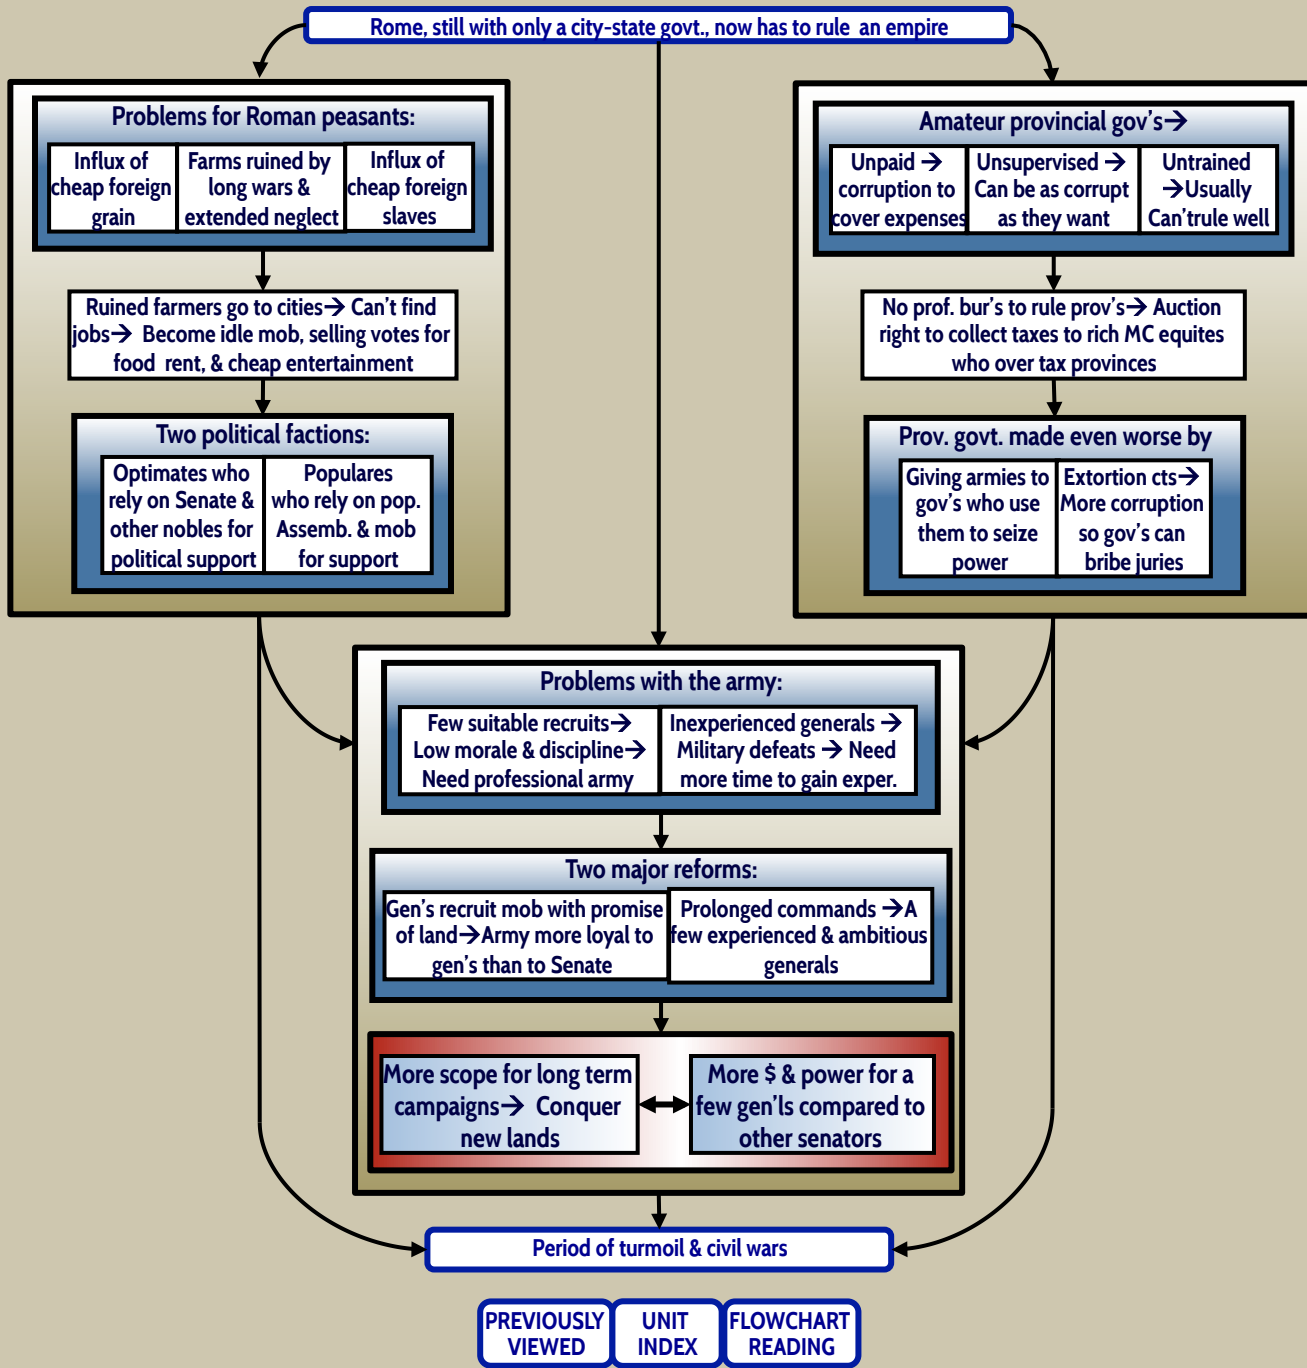 Rome, still with only a city-state govt., now has to rule an empire
Problems for Roman peasants:
Influx of
cheap foreign
grain
Farms ruined by
long wars &
extended neglect
Influx of
cheap foreign
slaves
Ruined farmers go to cities→ Can't find
jobs→ Become idle mob, selling votes for
food rent, & cheap entertainment
Two political factions:
Optimates who
rely on Senate &
other nobles for
political support
Populares
who rely on pop.
Assemb. & mob
for support
Amateur provincial gov's→
Unpaid →
corruption to
cover expenses
Unsupervised →
Can be as corrupt
as they want
Untrained
→Usually
Can'trule well
No prof. bur's to rule prov's→ Auction
right to collect taxes to rich MC equites
who over tax provinces
Prov. govt. made even worse by
Giving armies to
gov's who use
them to seize
power
Extortion cts→
More corruption
so gov's can
bribe juries
Problems with the army:
Few suitable recruits→
Low morale & discipline→
Need professional army
Inexperienced generals →
Military defeats → Need
more time to gain exper.
Two major reforms:
Gen's recruit mob with promise
of land→Army more loyal to
gen's than to Senate
Prolonged commands →A
few experienced & ambitious
generals
More scope for long term
campaigns→ Conquer
new lands
More $ & power for a
few gen'ls compared to
other senators
Period of turmoil & civil wars
PREVIOUSLY
VIEWED
UNIT
INDEX
FLOWCHART
READING